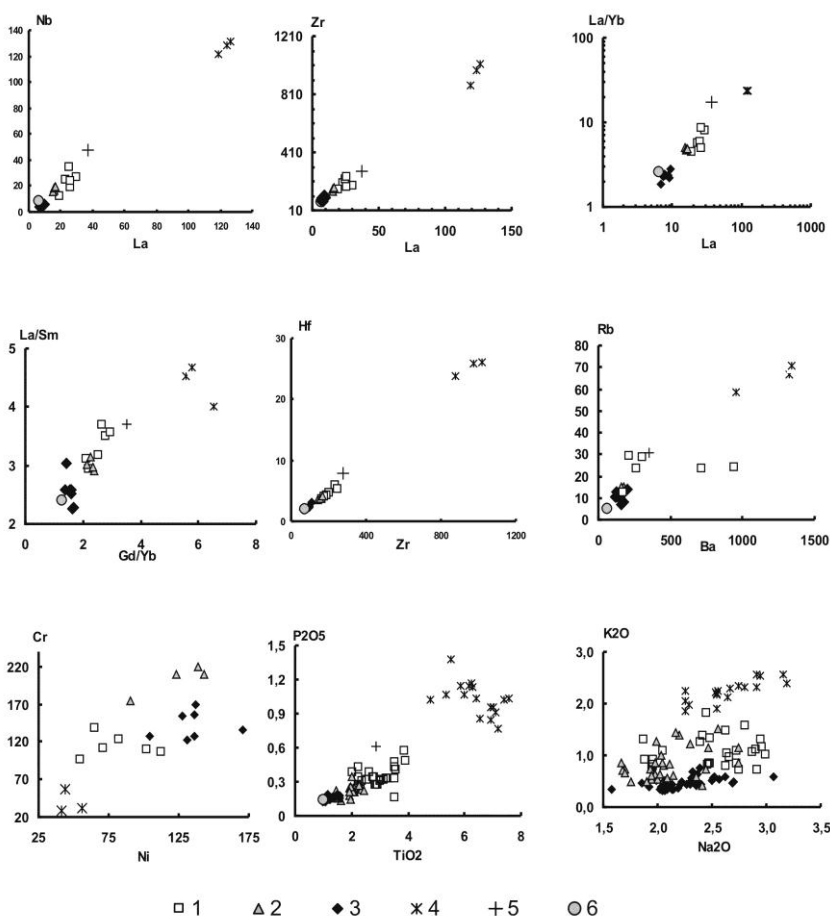 Nb
140
120
100
80
60
40
20
0
0 20 40 60 80 100 120 140
La
Zr
1210
810
410
10
0 50 100 150
La
La/Yb
100
10
1
1 10 100 1000
La
La/Sm
5
4
3
2
0 2 4 6 8
Gd/Yb
Hf
30
20
10
0
0 400 800 1200
Zr
Rb
80
70
60
50
40
30
20
10
0
0 500 1000 1500
Ba
Cr
220
170
120
70
20
25 75 125 175
Ni
P2O5
1,5
1,2
0,9
0,6
0,3
0,0
0 2 4 6 8
TiO2
K2O
3,0
2,0
1,0
0,0
1,5 2,0 2,5 3,0 3,5
Na2O
1 2 3 4 5 6